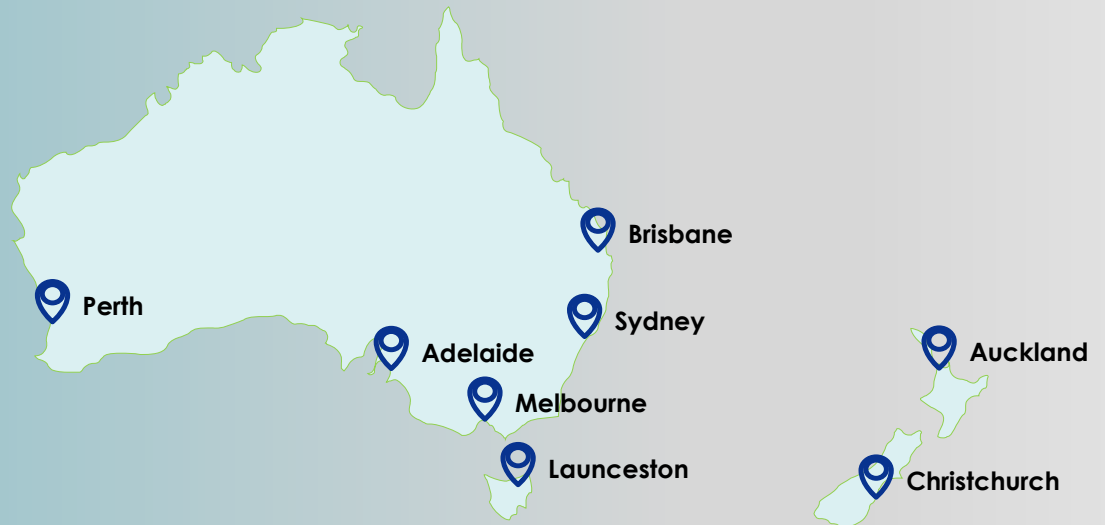 Brisbane
Perth
Sydney
Adelaide
Auckland
Melbourne
Launceston
Christchurch